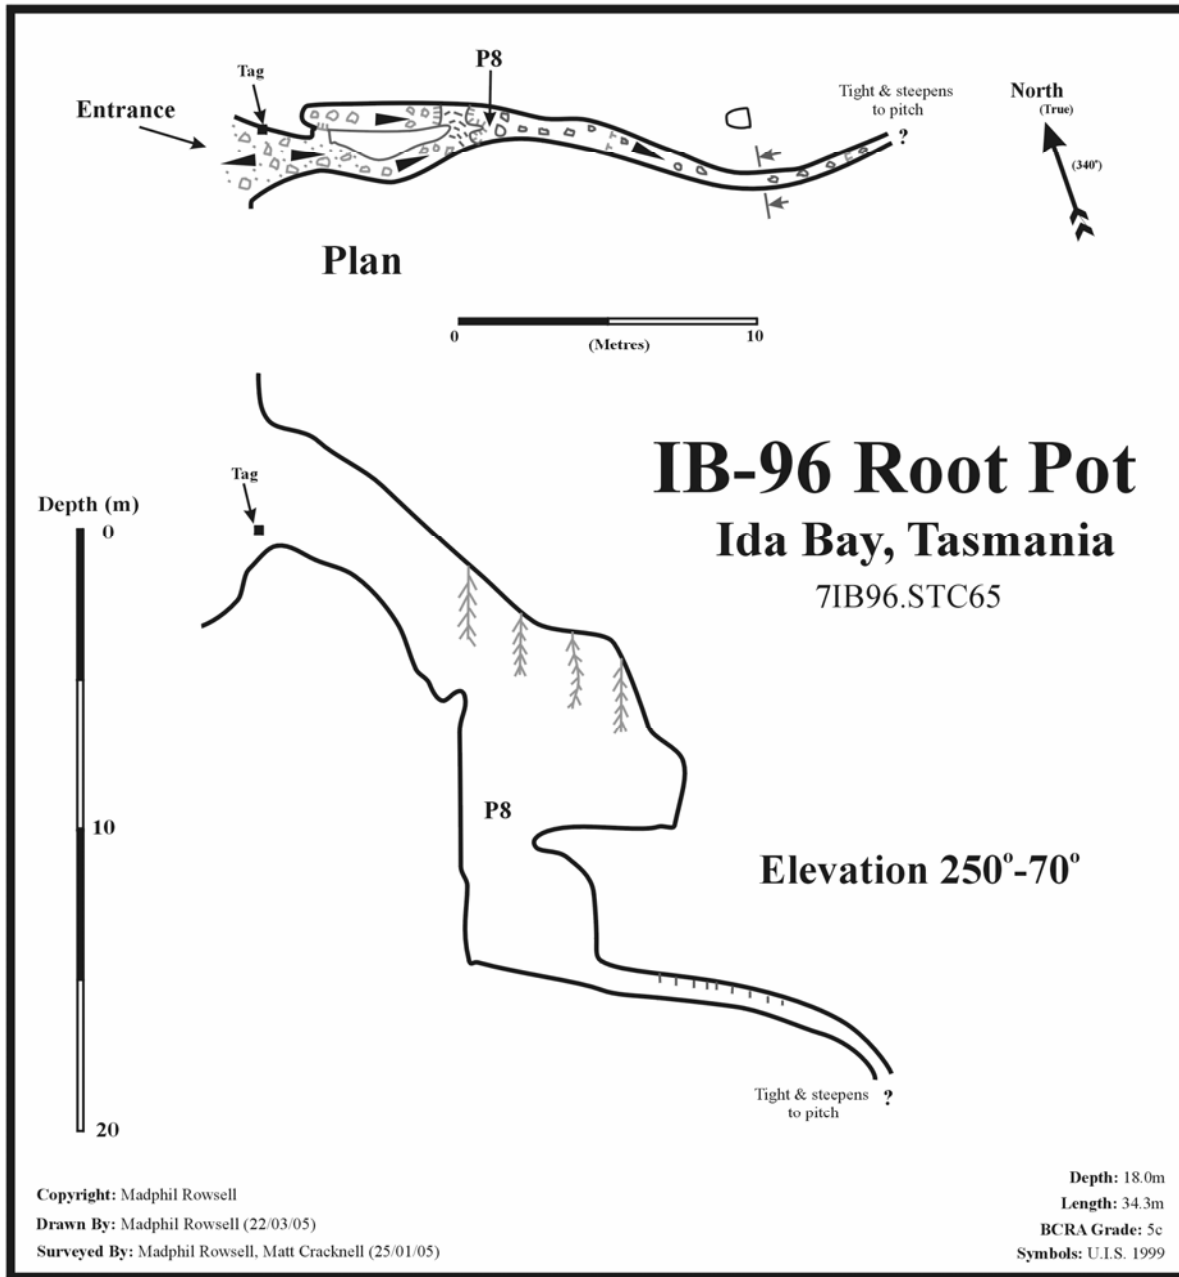 P8
Tag
Entrance
Tight & steepens
to pitch
?
North
(True)
(340°)
Plan
0
10
(Metres)
IB-96 Root Pot
Ida Bay, Tasmania
7IB96.STC65
Tag
Depth (m)
0
P8
10
Elevation 250°-70°
Tight & steepens
to pitch
?
20
Copyright: Madphil Rowsell
Drawn By: Madphil Rowsell (22/03/05)
Surveyed By: Madphil Rowsell, Matt Cracknell (25/01/05)
Depth: 18.0m
Length: 34.3m
BCRA Grade: 5c
Symbols: U.I.S. 1999